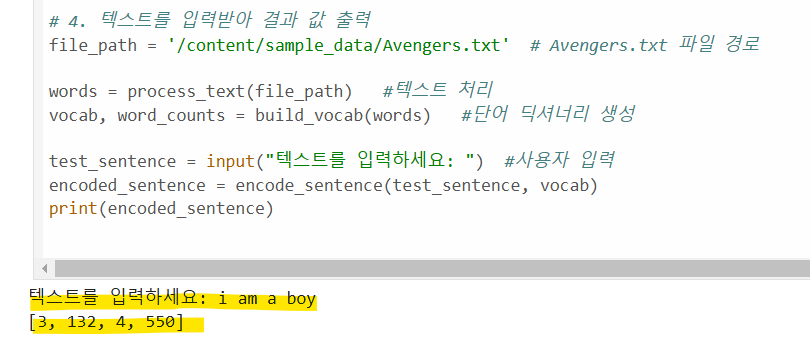 # 4. 텍스트를 입력받아 결과 값 출력
file_path = '/content/sample_data/Avengers.txt'  # Avengers.txt 파일 경로
words = process_text(file_path)   #텍스트 처리
vocab, word_counts = build_vocab(words)   #단어 딕셔너리 생성
test_sentence = input("텍스트를 입력하세요: ")  #사용자 입력
encoded_sentence = encode_sentence(test_sentence, vocab)
print(encoded_sentence)
텍스트를 입력하세요: i am a boy
[3, 132, 4, 550]